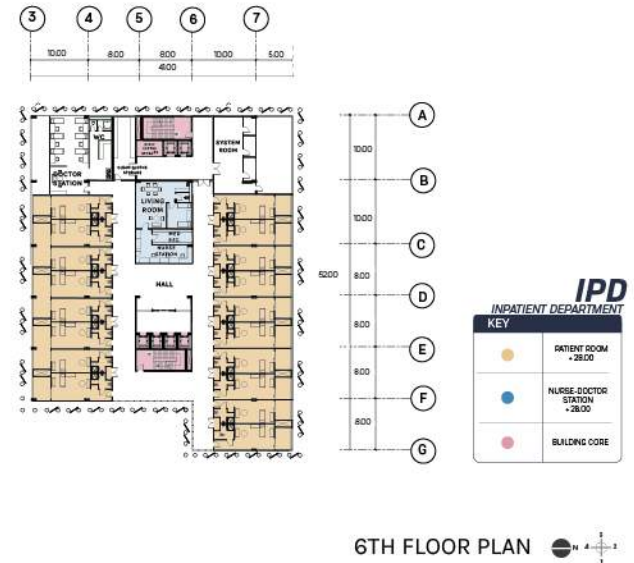 3 4 5 6 7
10.00 8.00 8.00 10.00 5.00
41.00
A
10.00
B
10.00
C
52.00
8.00
D
8.00
E
8.00
F
8.00
G
WC
SYSTEM
ROOM
DOCTOR
STATION
LIVING
ROOM
MED
REC
NURSE
STATION
HALL
IPD
INPATIENT DEPARTMENT
KEY
PATIENT ROOM
+28.00
NURSE-DOCTOR
STATION
+28.00
BUILDING CORE
6TH FLOOR PLAN
N